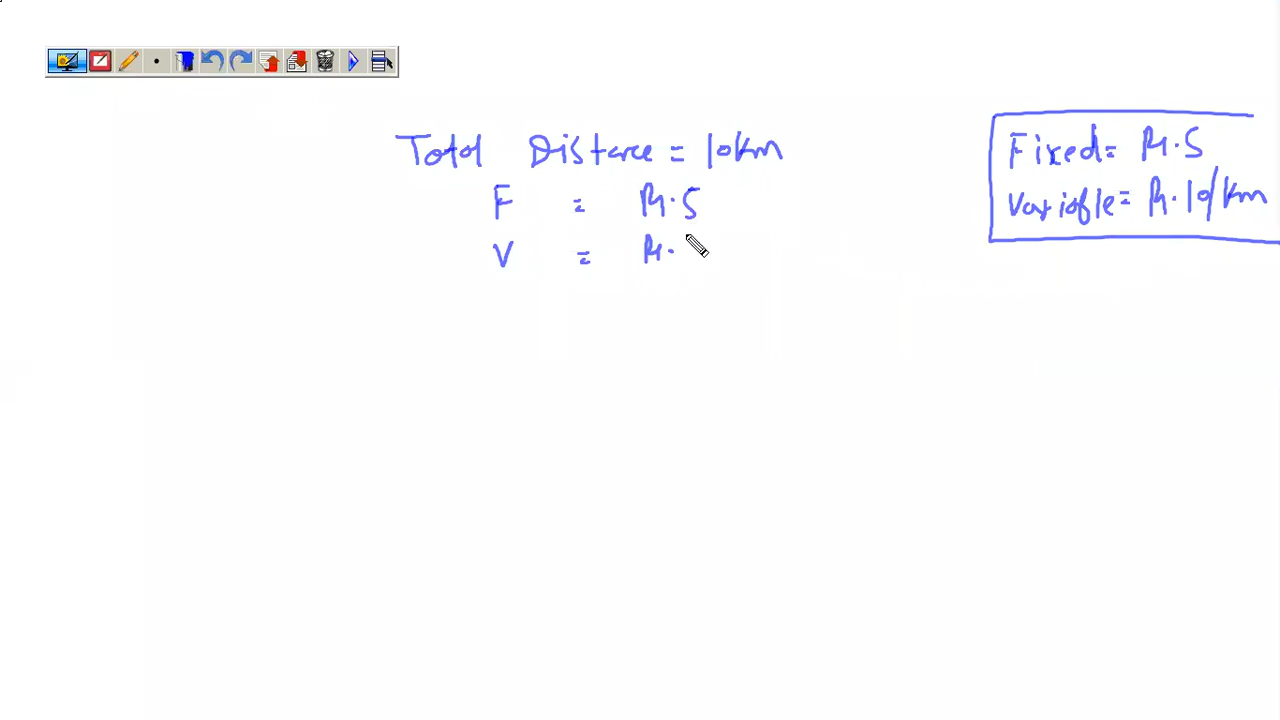 Total Distance = 10km
F = Rs. 5
V = Rs.
Fixed = Rs. 5
Variable = Rs. 10/km